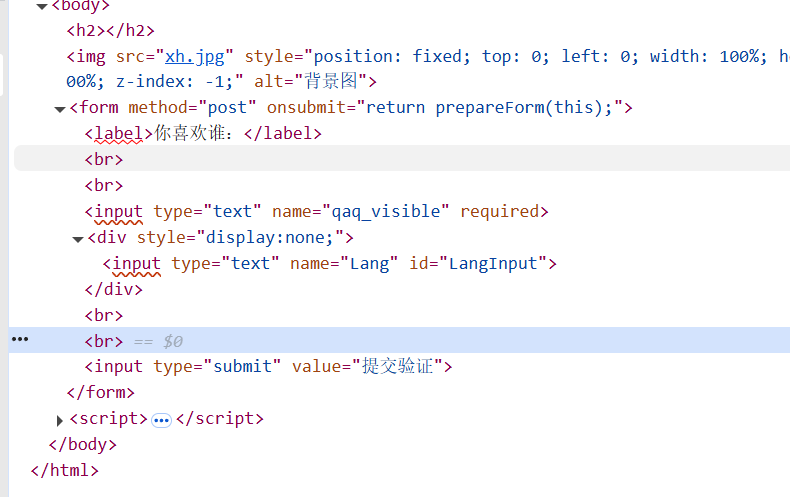 <body>
<h2></h2>
<img src="xh.jpg" style="position: fixed; top: 0; left: 0; width: 100%; h
00%; z-index: -1;" alt="背景图">
<form method="post" onsubmit="return prepareForm(this);">
<label>你喜欢谁：</label>
<br>
<br>
<input type="text" name="qaq_visible" required>
<div style="display:none;">
<input type="text" name="Lang" id="LangInput">
</div>
<br>
<br> == $0
<input type="submit" value="提交验证">
</form>
<script>…</script>
</body>
</html>